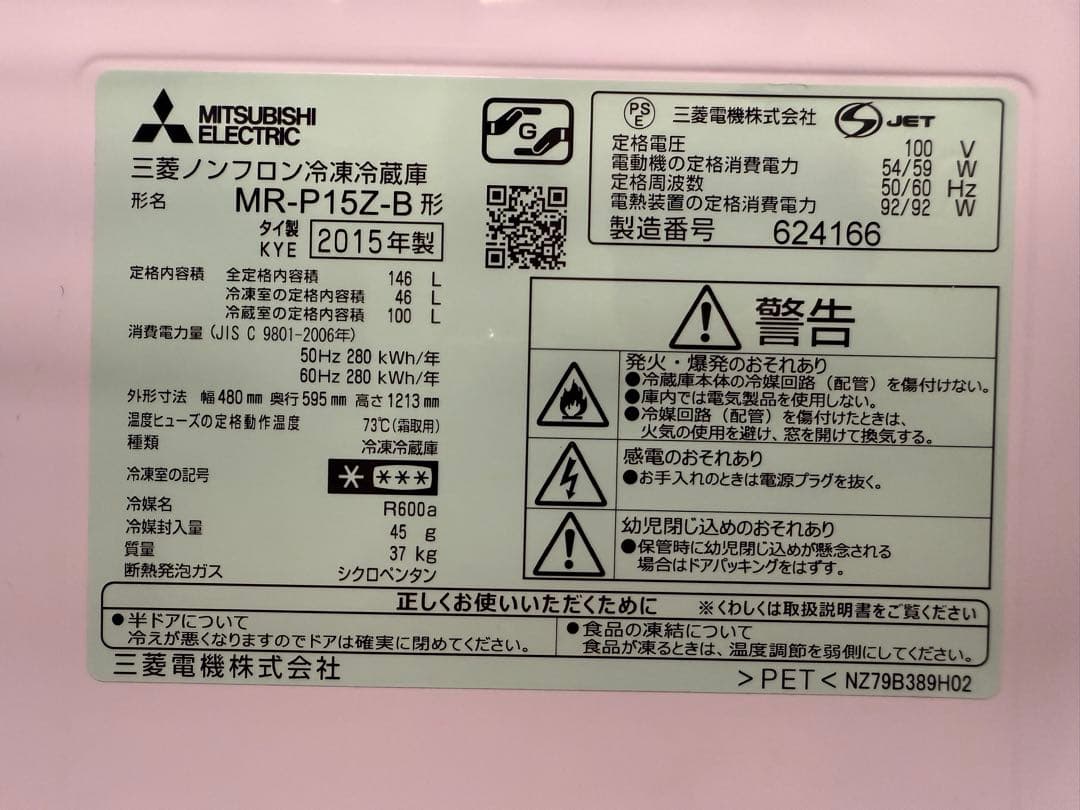 MITSUBISHI
ELECTRIC
三菱ノンフロン冷凍冷蔵庫
形名 MR-P15Z-B 形
タイ製
KYE 2015年製
定格内容積 全定格内容積 146 L
冷凍室の定格内容積 46 L
冷蔵室の定格内容積 100 L
消費電力量 (JIS C 9801-2006年)
50Hz 280 kWh/年
60Hz 280 kWh/年
外形寸法 幅 480 mm 奥行 595 mm 高さ 1213 mm
温度ヒューズの定格動作温度 73℃(霜取用)
種類 冷凍冷蔵庫
冷凍室の記号 * ***
冷媒名 R600a
冷媒封入量 45 g
質量 37 kg
断熱発泡ガス シクロペンタン
G
PS
E 三菱電機株式会社 JET
定格電圧 100 V
電動機の定格消費電力 54/59 W
定格周波数 50/60 Hz
電熱装置の定格消費電力 92/92 W
製造番号 624166
警告
発火・爆発のおそれあり
●冷蔵庫本体の冷媒回路(配管)を傷付けない。
●庫内では電気製品を使用しない。
●冷媒回路(配管)を傷付けたときは、
火気の使用を避け、窓を開けて換気する。
感電のおそれあり
●お手入れのときは電源プラグを抜く。
幼児閉じ込めのおそれあり
●保管時に幼児閉じ込めが懸念される
場合はドアパッキングをはずす。
正しくお使いいただくために ※くわしくは取扱説明書をご覧ください
●半ドアについて
冷えが悪くなりますのでドアは確実に閉めてください。
●食品の凍結について
食品が凍るときは、温度調節を弱側にしてください。
三菱電機株式会社
>PET< NZ79B389H02